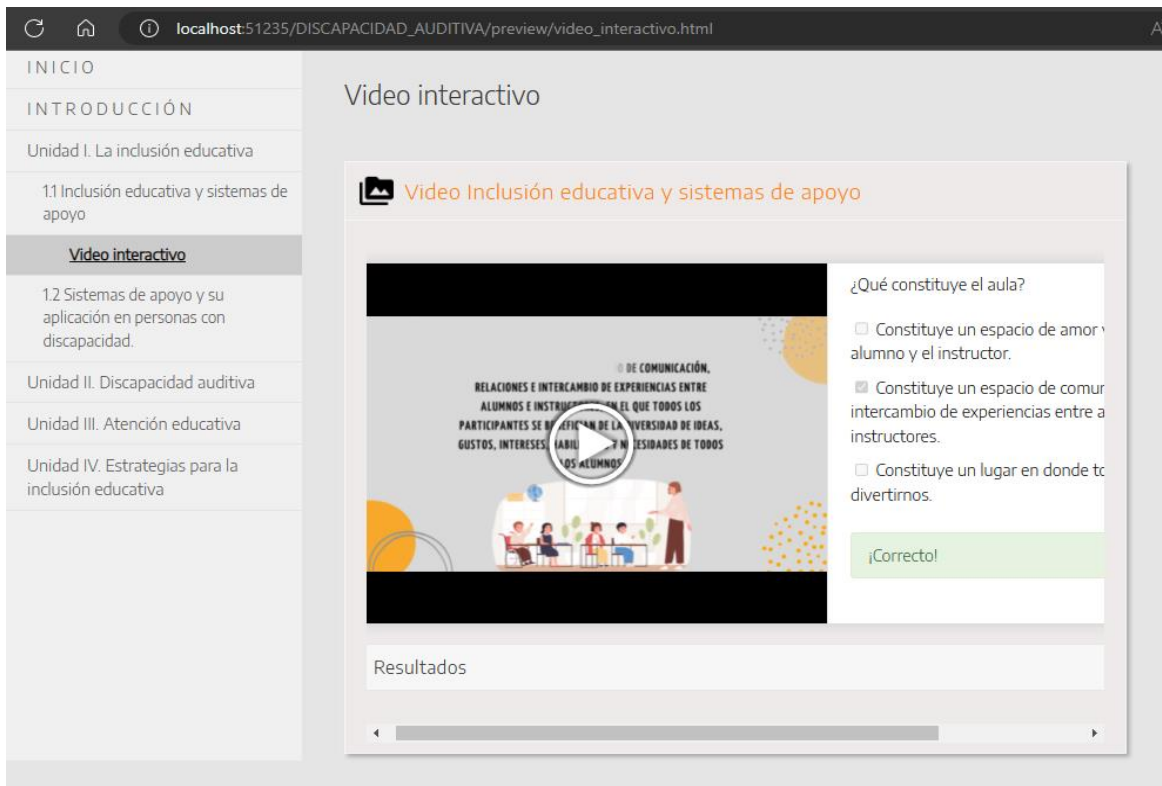 localhost:51235/DISCAPACIDAD_AUDITIVA/preview/video_interactivo.html
A
INICIO
INTRODUCCIÓN
Unidad I. La inclusión educativa
1.1 Inclusión educativa y sistemas de
apoyo
Video interactivo
1.2 Sistemas de apoyo y su
aplicación en personas con
discapacidad.
Unidad II. Discapacidad auditiva
Unidad III. Atención educativa
Unidad IV. Estrategias para la
inclusión educativa
Video interactivo
Video Inclusión educativa y sistemas de apoyo
DE COMUNICACIÓN,
RELACIONES E INTERCAMBIO DE EXPERIENCIAS ENTRE
ALUMNOS E EN EL QUE TODOS LOS
PARTICIPANTES SE DE LA DIVERSIDAD DE IDEAS,
GUSTOS, INTERESES, Y NECESIDADES DE TODOS
LOS ALUMNOS
¿Qué constituye el aula?
Constituye un espacio de amor
alumno y el instructor.
Constituye un espacio de comun
intercambio de experiencias entre a
instructores.
Constituye un lugar en donde to
divertirnos.
¡Correcto!
Resultados